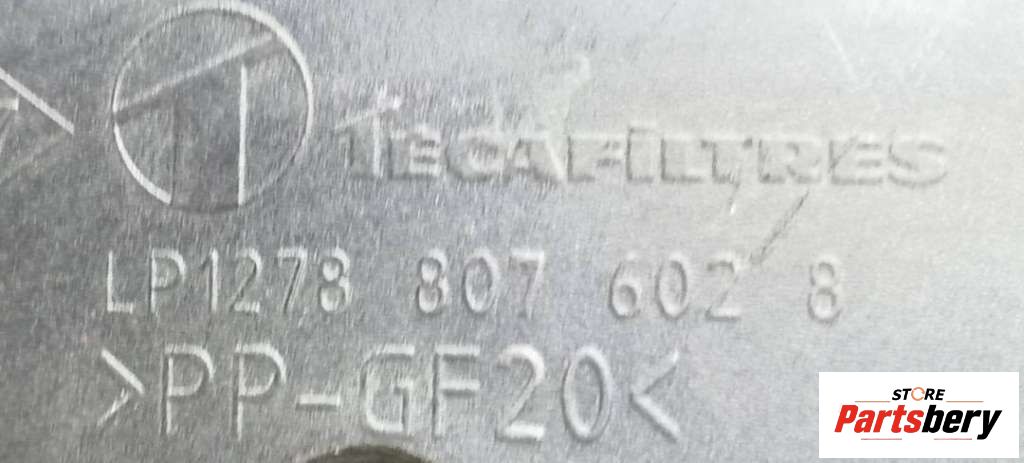 TECAFILTRES
LP1278 807 602 8
>PP-GF20<
STORE
Partsbery